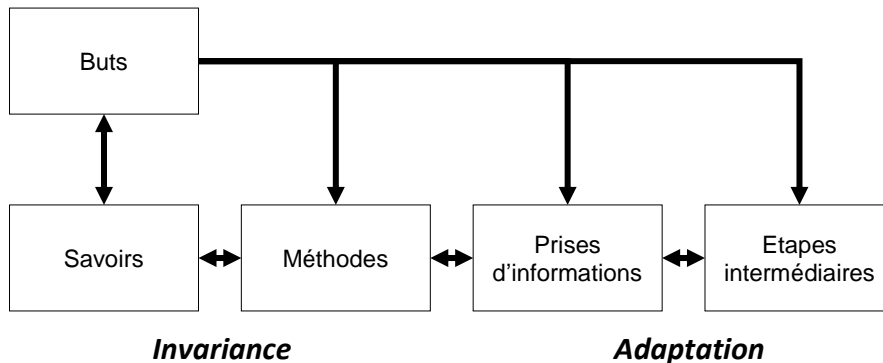 Buts
Savoirs
Méthodes
Prises
d’informations
Etapes
intermédiaires
Invariance
Adaptation